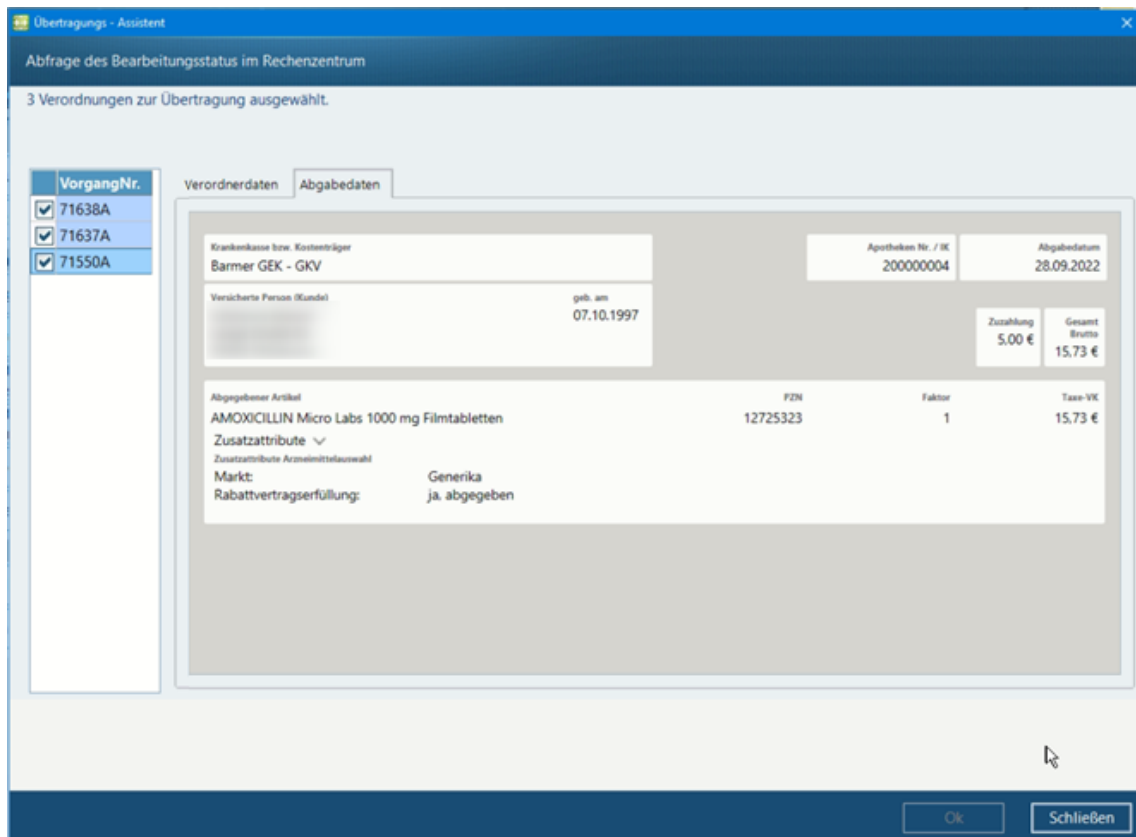 Übertragungs - Assistent
Abfrage des Bearbeitungsstatus im Rechenzentrum
3 Verordnungen zur Übertragung ausgewählt.
VorgangNr.
71638A
71637A
71550A
Verordnerdaten Abgabedaten
Krankenkasse bzw. Kostenträger
Barmer GEK - GKV
Apotheken Nr. / IK
200000004
Abgabedatum
28.09.2022
Versicherte Person (Kunde)
geb. am
07.10.1997
Zuzahlung
5,00 €
Gesamt
Brutto
15,73 €
Abgegebener Artikel PZN Faktor Taxe-VK
AMOXICILLIN Micro Labs 1000 mg Filmtabletten 12725323 1 15,73 €
Zusatzattribute
Zusatzattribute Arzneimittelauswahl
Markt: Generika
Rabattvertragserfüllung: ja, abgegeben
Ok Schließen